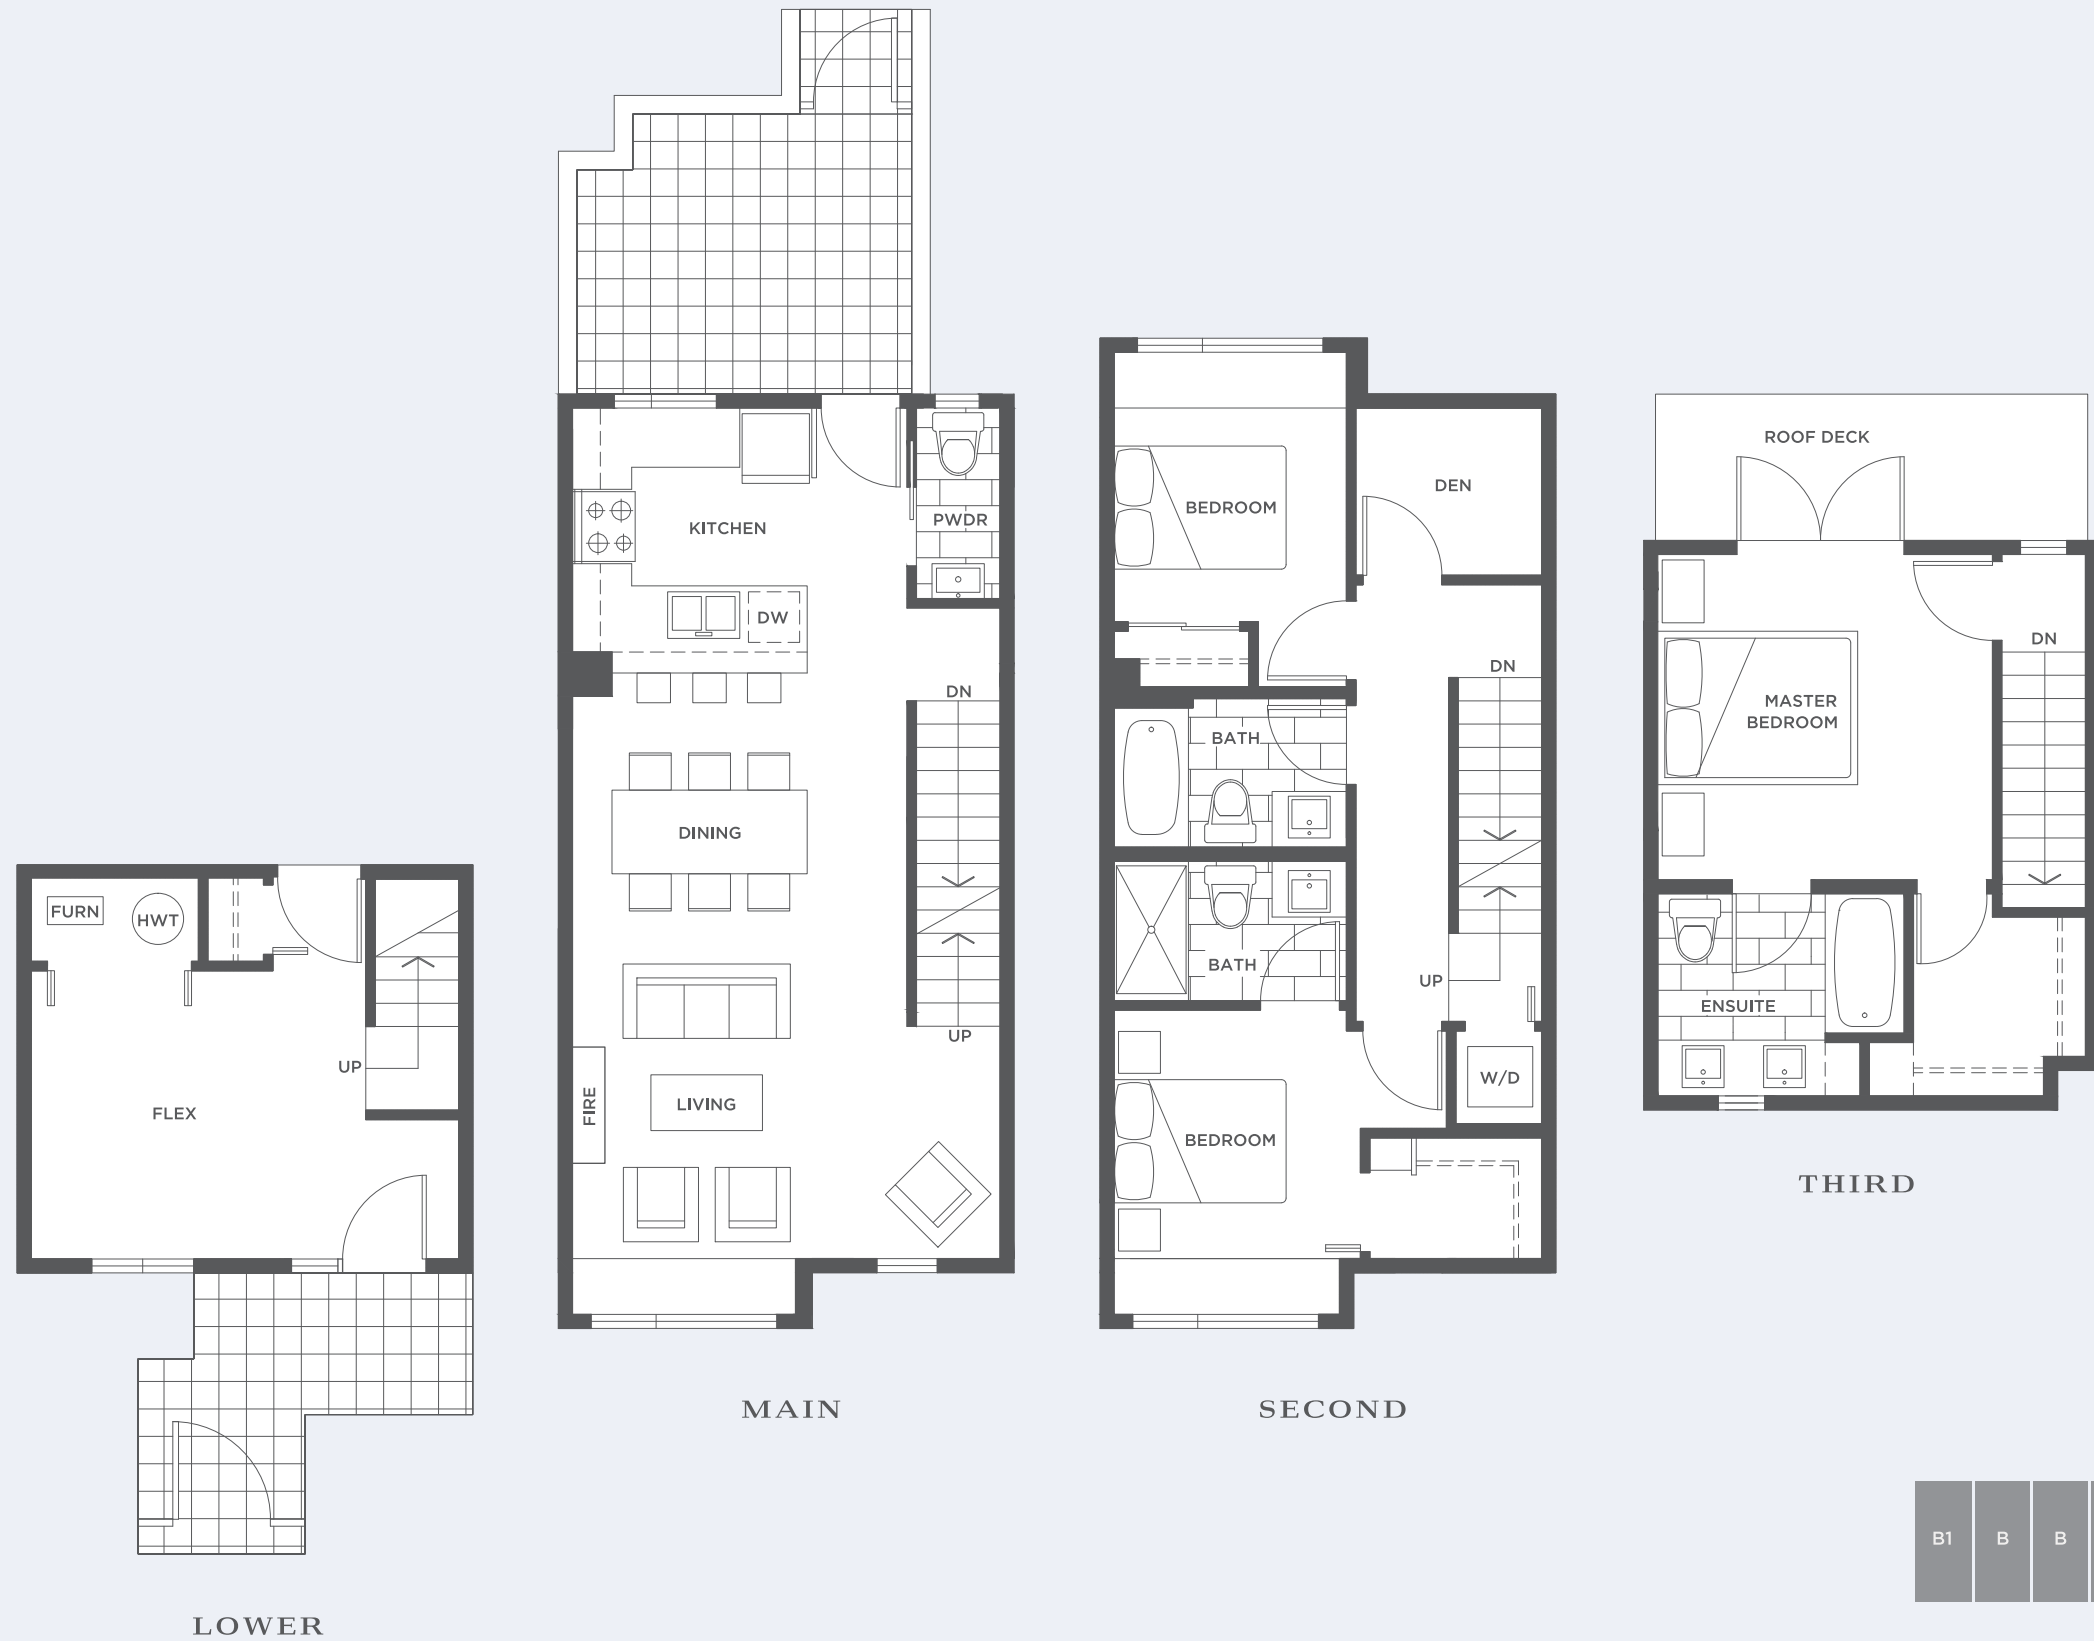 FURN
HWT
UP
FLEX
LOWER
KITCHEN
PWDR
DW
DN
DINING
UP
FIRE
LIVING
MAIN
BEDROOM
DEN
DN
BATH
BATH
UP
W/D
BEDROOM
SECOND
ROOF DECK
DN
MASTER
BEDROOM
ENSUITE
THIRD
B1 B B